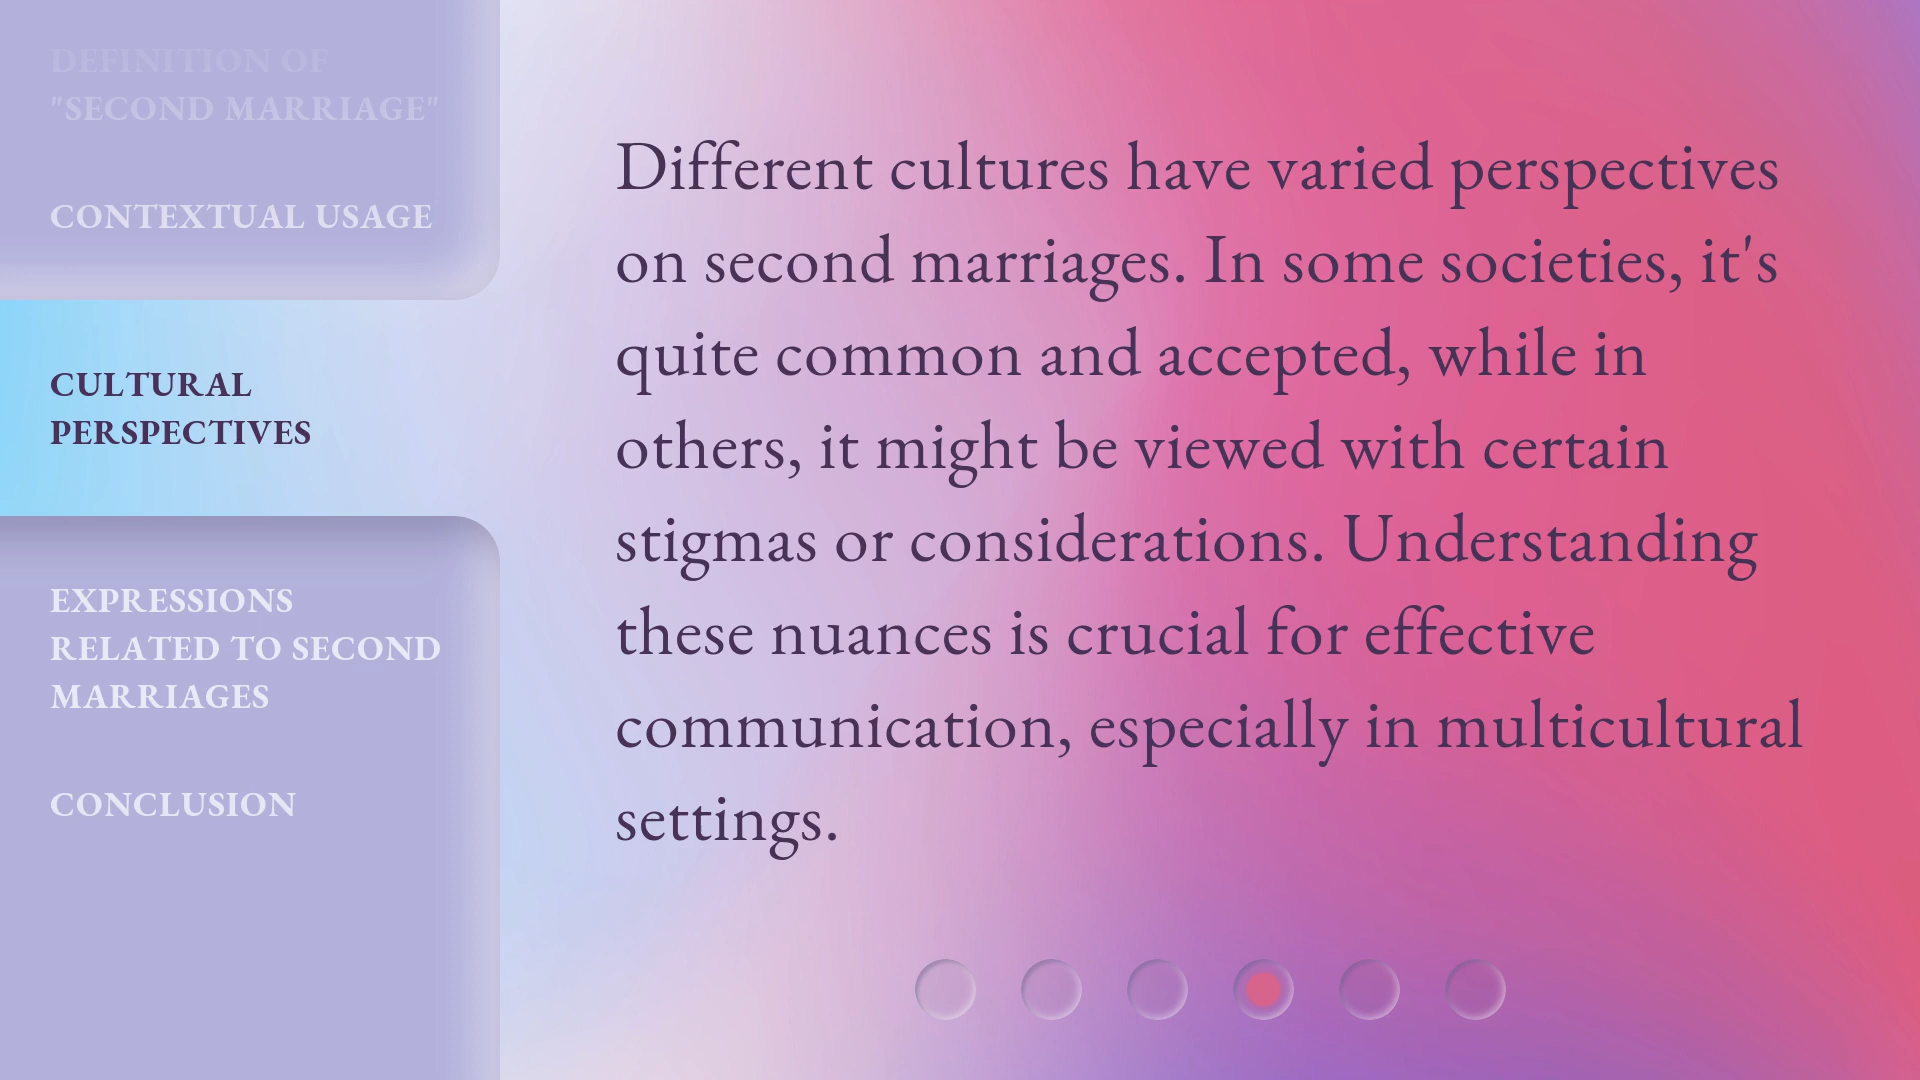 DEFINITION OF
"SECOND MARRIAGE"
CONTEXTUAL USAGE
CULTURAL
PERSPECTIVES
EXPRESSIONS
RELATED TO SECOND
MARRIAGES
CONCLUSION
Different cultures have varied perspectives
on second marriages. In some societies, it's
quite common and accepted, while in
others, it might be viewed with certain
stigmas or considerations. Understanding
these nuances is crucial for effective
communication, especially in multicultural
settings.